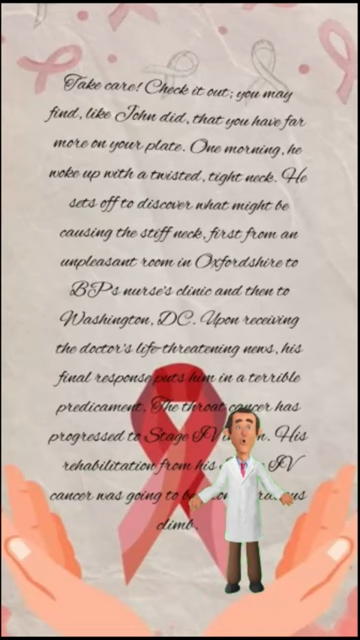 Take care! Check it out; you may
find, like John did, that you have far
more on your plate. One morning, he
woke up with a twisted, tight neck. He
sets off to discover what might be
causing the stiff neck, first from an
unpleasant room in Oxfordshire to
BP's nurse's clinic and then to
Washington, DC. Upon receiving
the doctor's life-threatening news, his
final response puts him in a terrible
predicament. The throat cancer has
progressed to Stage IV in. His
rehabilitation from his IV
cancer was going to be
climb.